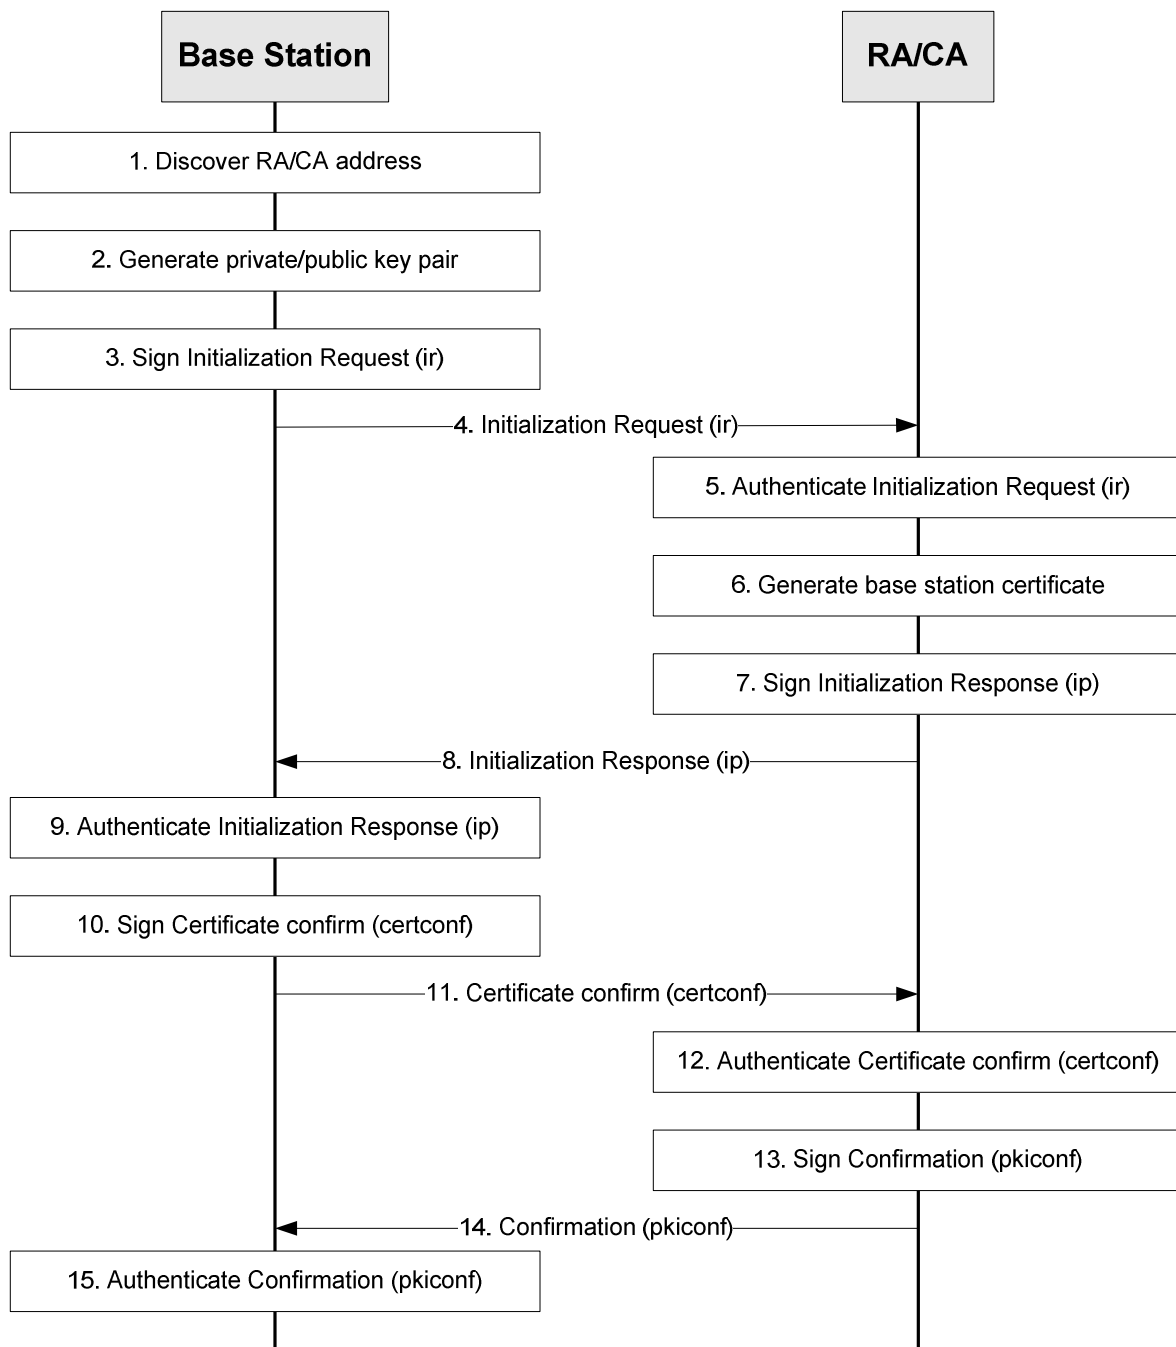 Base Station
RA/CA
1. Discover RA/CA address
2. Generate private/public key pair
3. Sign Initialization Request (ir)
4. Initialization Request (ir)
5. Authenticate Initialization Request (ir)
6. Generate base station certificate
7. Sign Initialization Response (ip)
8. Initialization Response (ip)
9. Authenticate Initialization Response (ip)
10. Sign Certificate confirm (certconf)
11. Certificate confirm (certconf)
12. Authenticate Certificate confirm (certconf)
13. Sign Confirmation (pkiconf)
14. Confirmation (pkiconf)
15. Authenticate Confirmation (pkiconf)